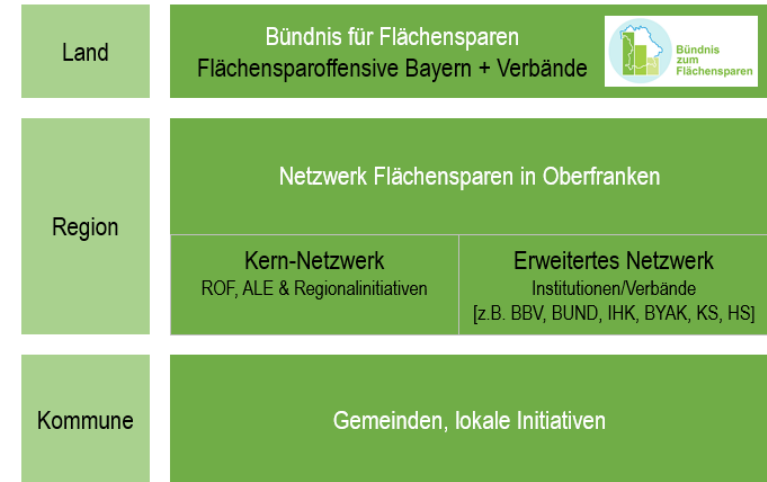 Land
Bündnis für Flächensparen
Flächensparoffensive Bayern + Verbände
Bündnis
zum
Flächensparen
Region
Netzwerk Flächensparen in Oberfranken
Kern-Netzwerk
ROF, ALE & Regionalinitiativen
Erweitertes Netzwerk
Institutionen/Verbände
[z.B. BBV, BUND, IHK, BYAK, KS, HS]
Kommune
Gemeinden, lokale Initiativen